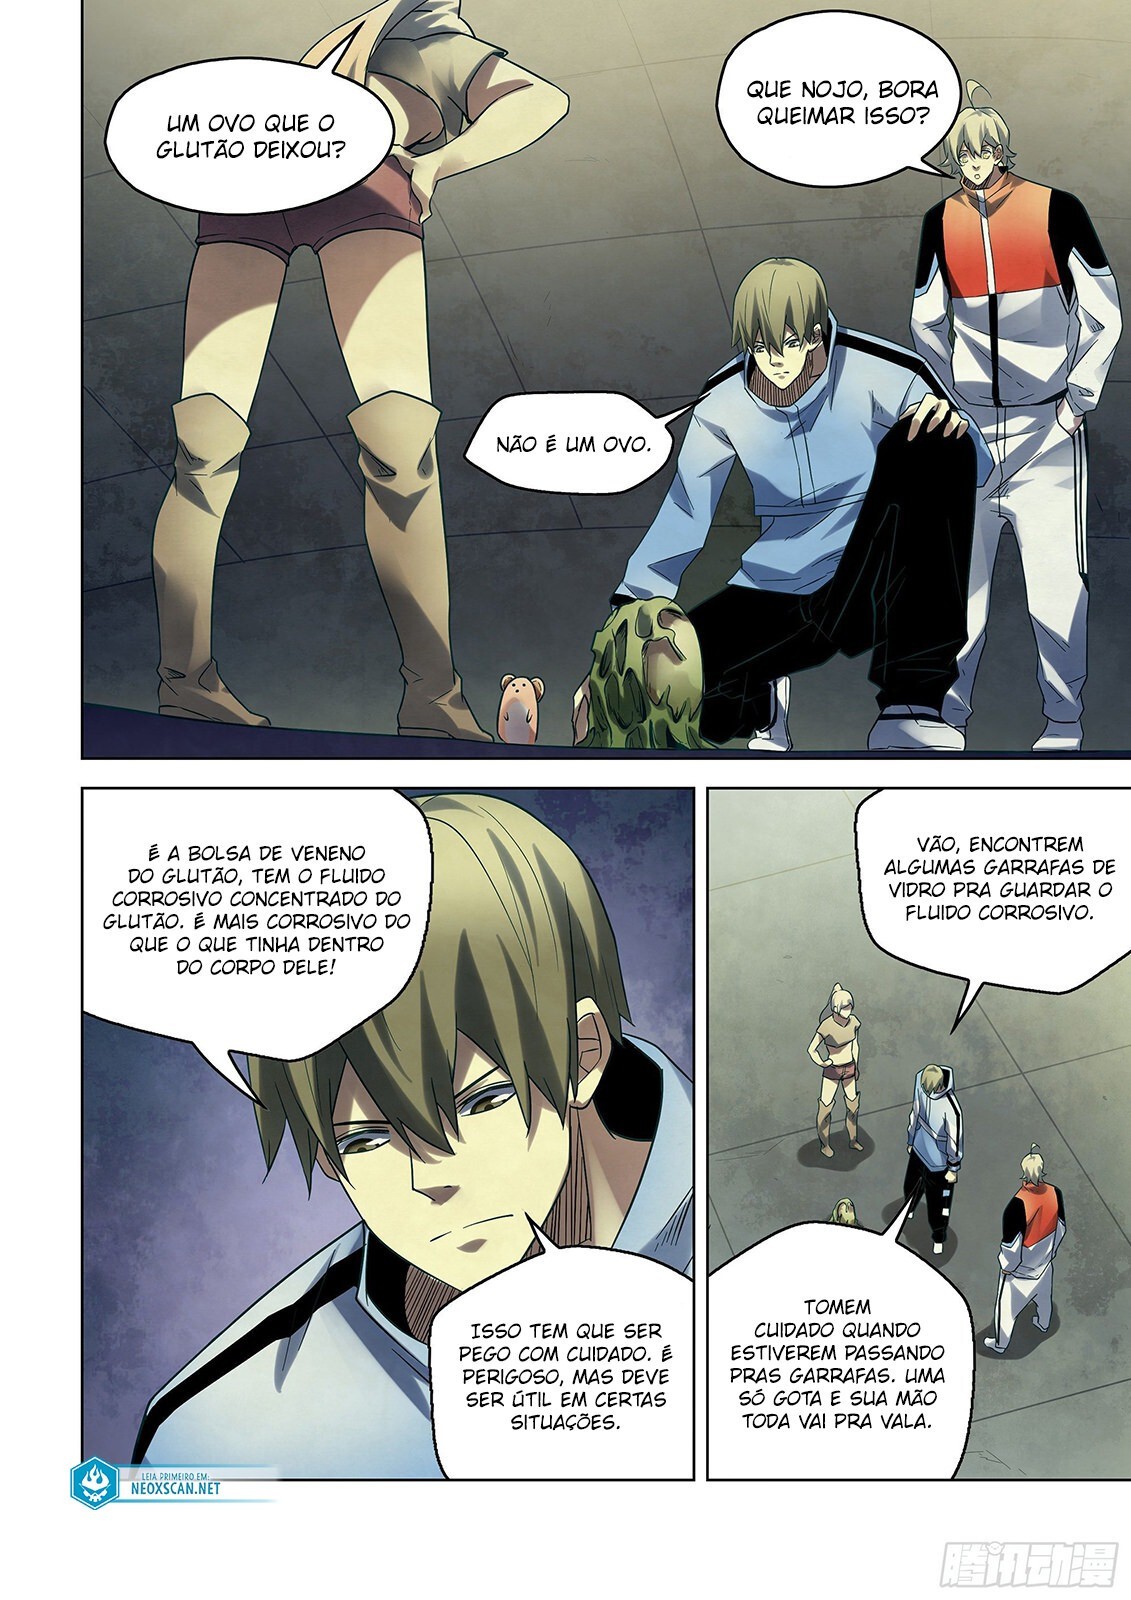 UM OVO QUE O
GLUTÃO DEIXOU?
QUE NOJO, BORA
QUEIMAR ISSO?
NÃO É UM OVO.
É A BOLSA DE VENENO
DO GLUTÃO, TEM O FLUIDO
CORROSIVO CONCENTRADO DO
GLUTÃO. É MAIS CORROSIVO DO
QUE O QUE TINHA DENTRO
DO CORPO DELE!
ISSO TEM QUE SER
PEGO COM CUIDADO. É
PERIGOSO, MAS DEVE
SER ÚTIL EM CERTAS
SITUAÇÕES.
VÃO, ENCONTREM
ALGUMAS GARRAFAS DE
VIDRO PRA GUARDAR O
FLUIDO CORROSIVO.
TOMEM
CUIDADO QUANDO
ESTIVEREM PASSANDO
PRAS GARRAFAS. UMA
SÓ GOTA E SUA MÃO
TODA VAI PRA VALA.
LEIA PRIMEIRO EM:
NEOXSCAN.NET
腾讯动漫